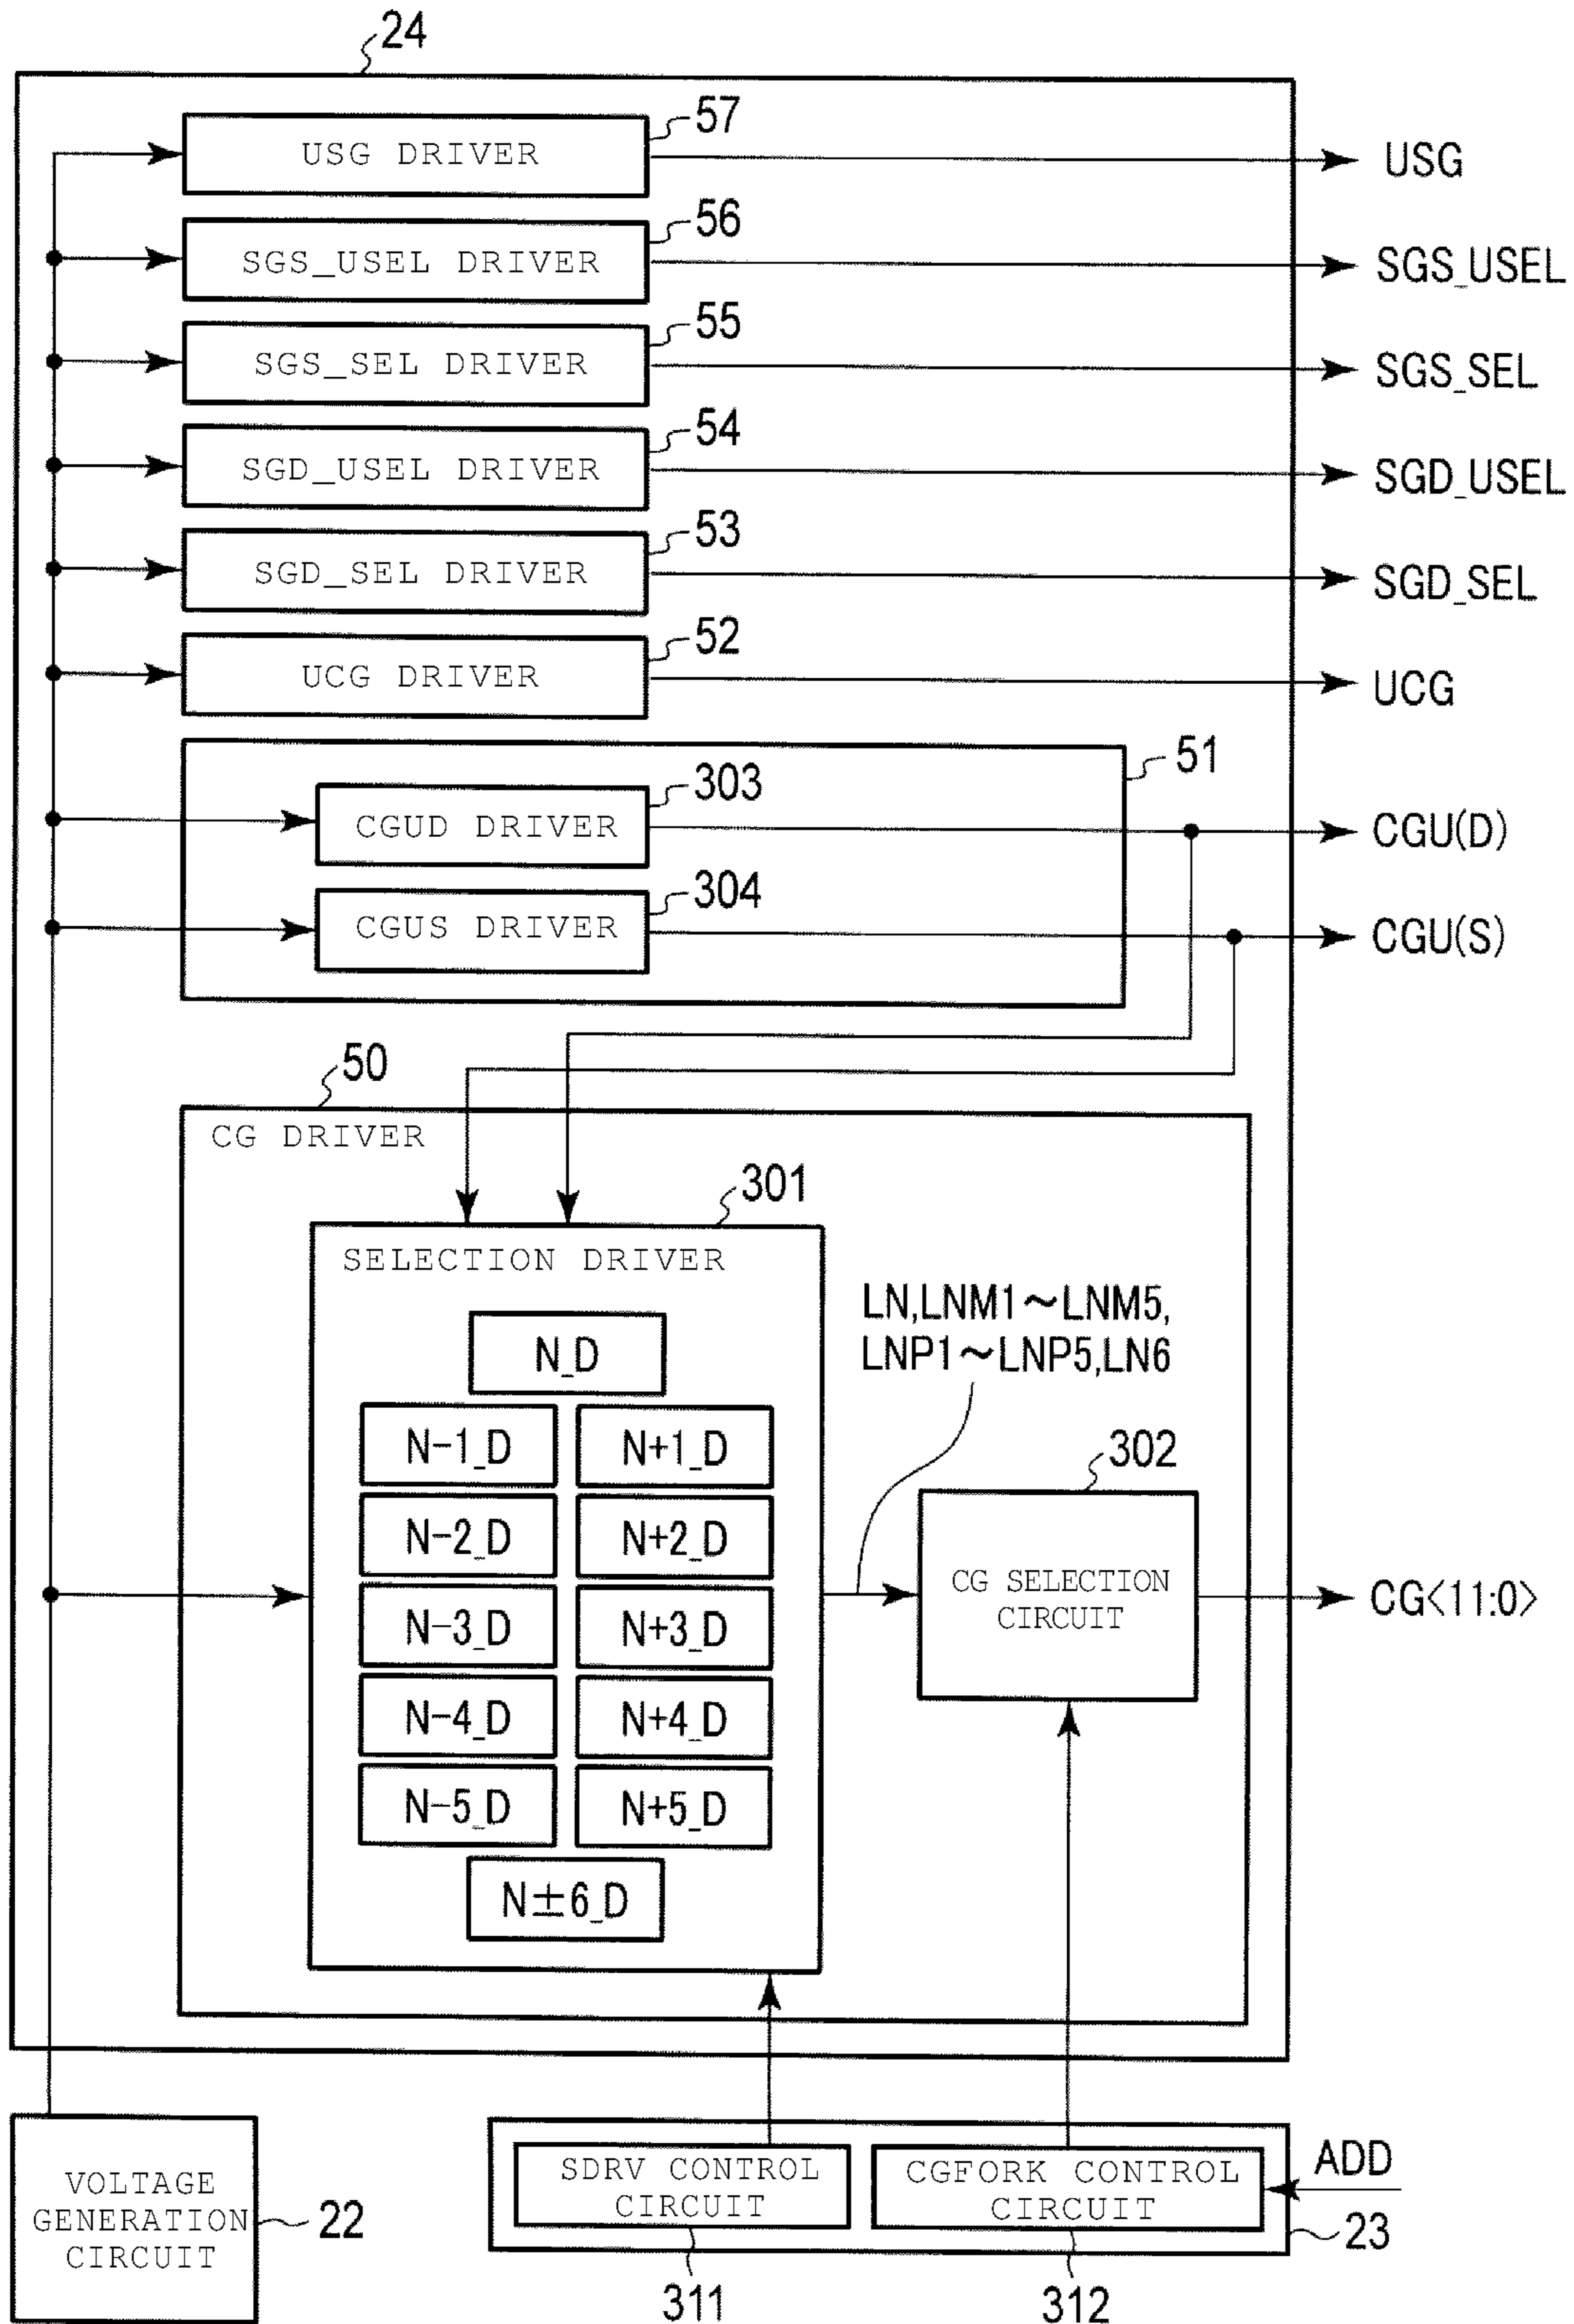 24
57
USG DRIVER
USG
56
SGS_USEL DRIVER
SGS_USEL
55
SGS_SEL DRIVER
SGS_SEL
54
SGD_USEL DRIVER
SGD_USEL
53
SGD_SEL DRIVER
SGD_SEL
52
UCG DRIVER
UCG
51
303
CGUD DRIVER
CGU(D)
304
CGUS DRIVER
CGU(S)
50
CG DRIVER
301
SELECTION DRIVER
LN,LNM1~LNM5,
LNP1~LNP5,LN6
N_D
N-1_D
N+1_D
302
N-2_D
N+2_D
CG SELECTION
CIRCUIT
CG<11:0>
N-3_D
N+3_D
N-4_D
N+4_D
N-5_D
N+5_D
N±6_D
VOLTAGE
GENERATION
CIRCUIT
22
SDRV CONTROL
CIRCUIT
CGFORK CONTROL
CIRCUIT
ADD
23
311
312